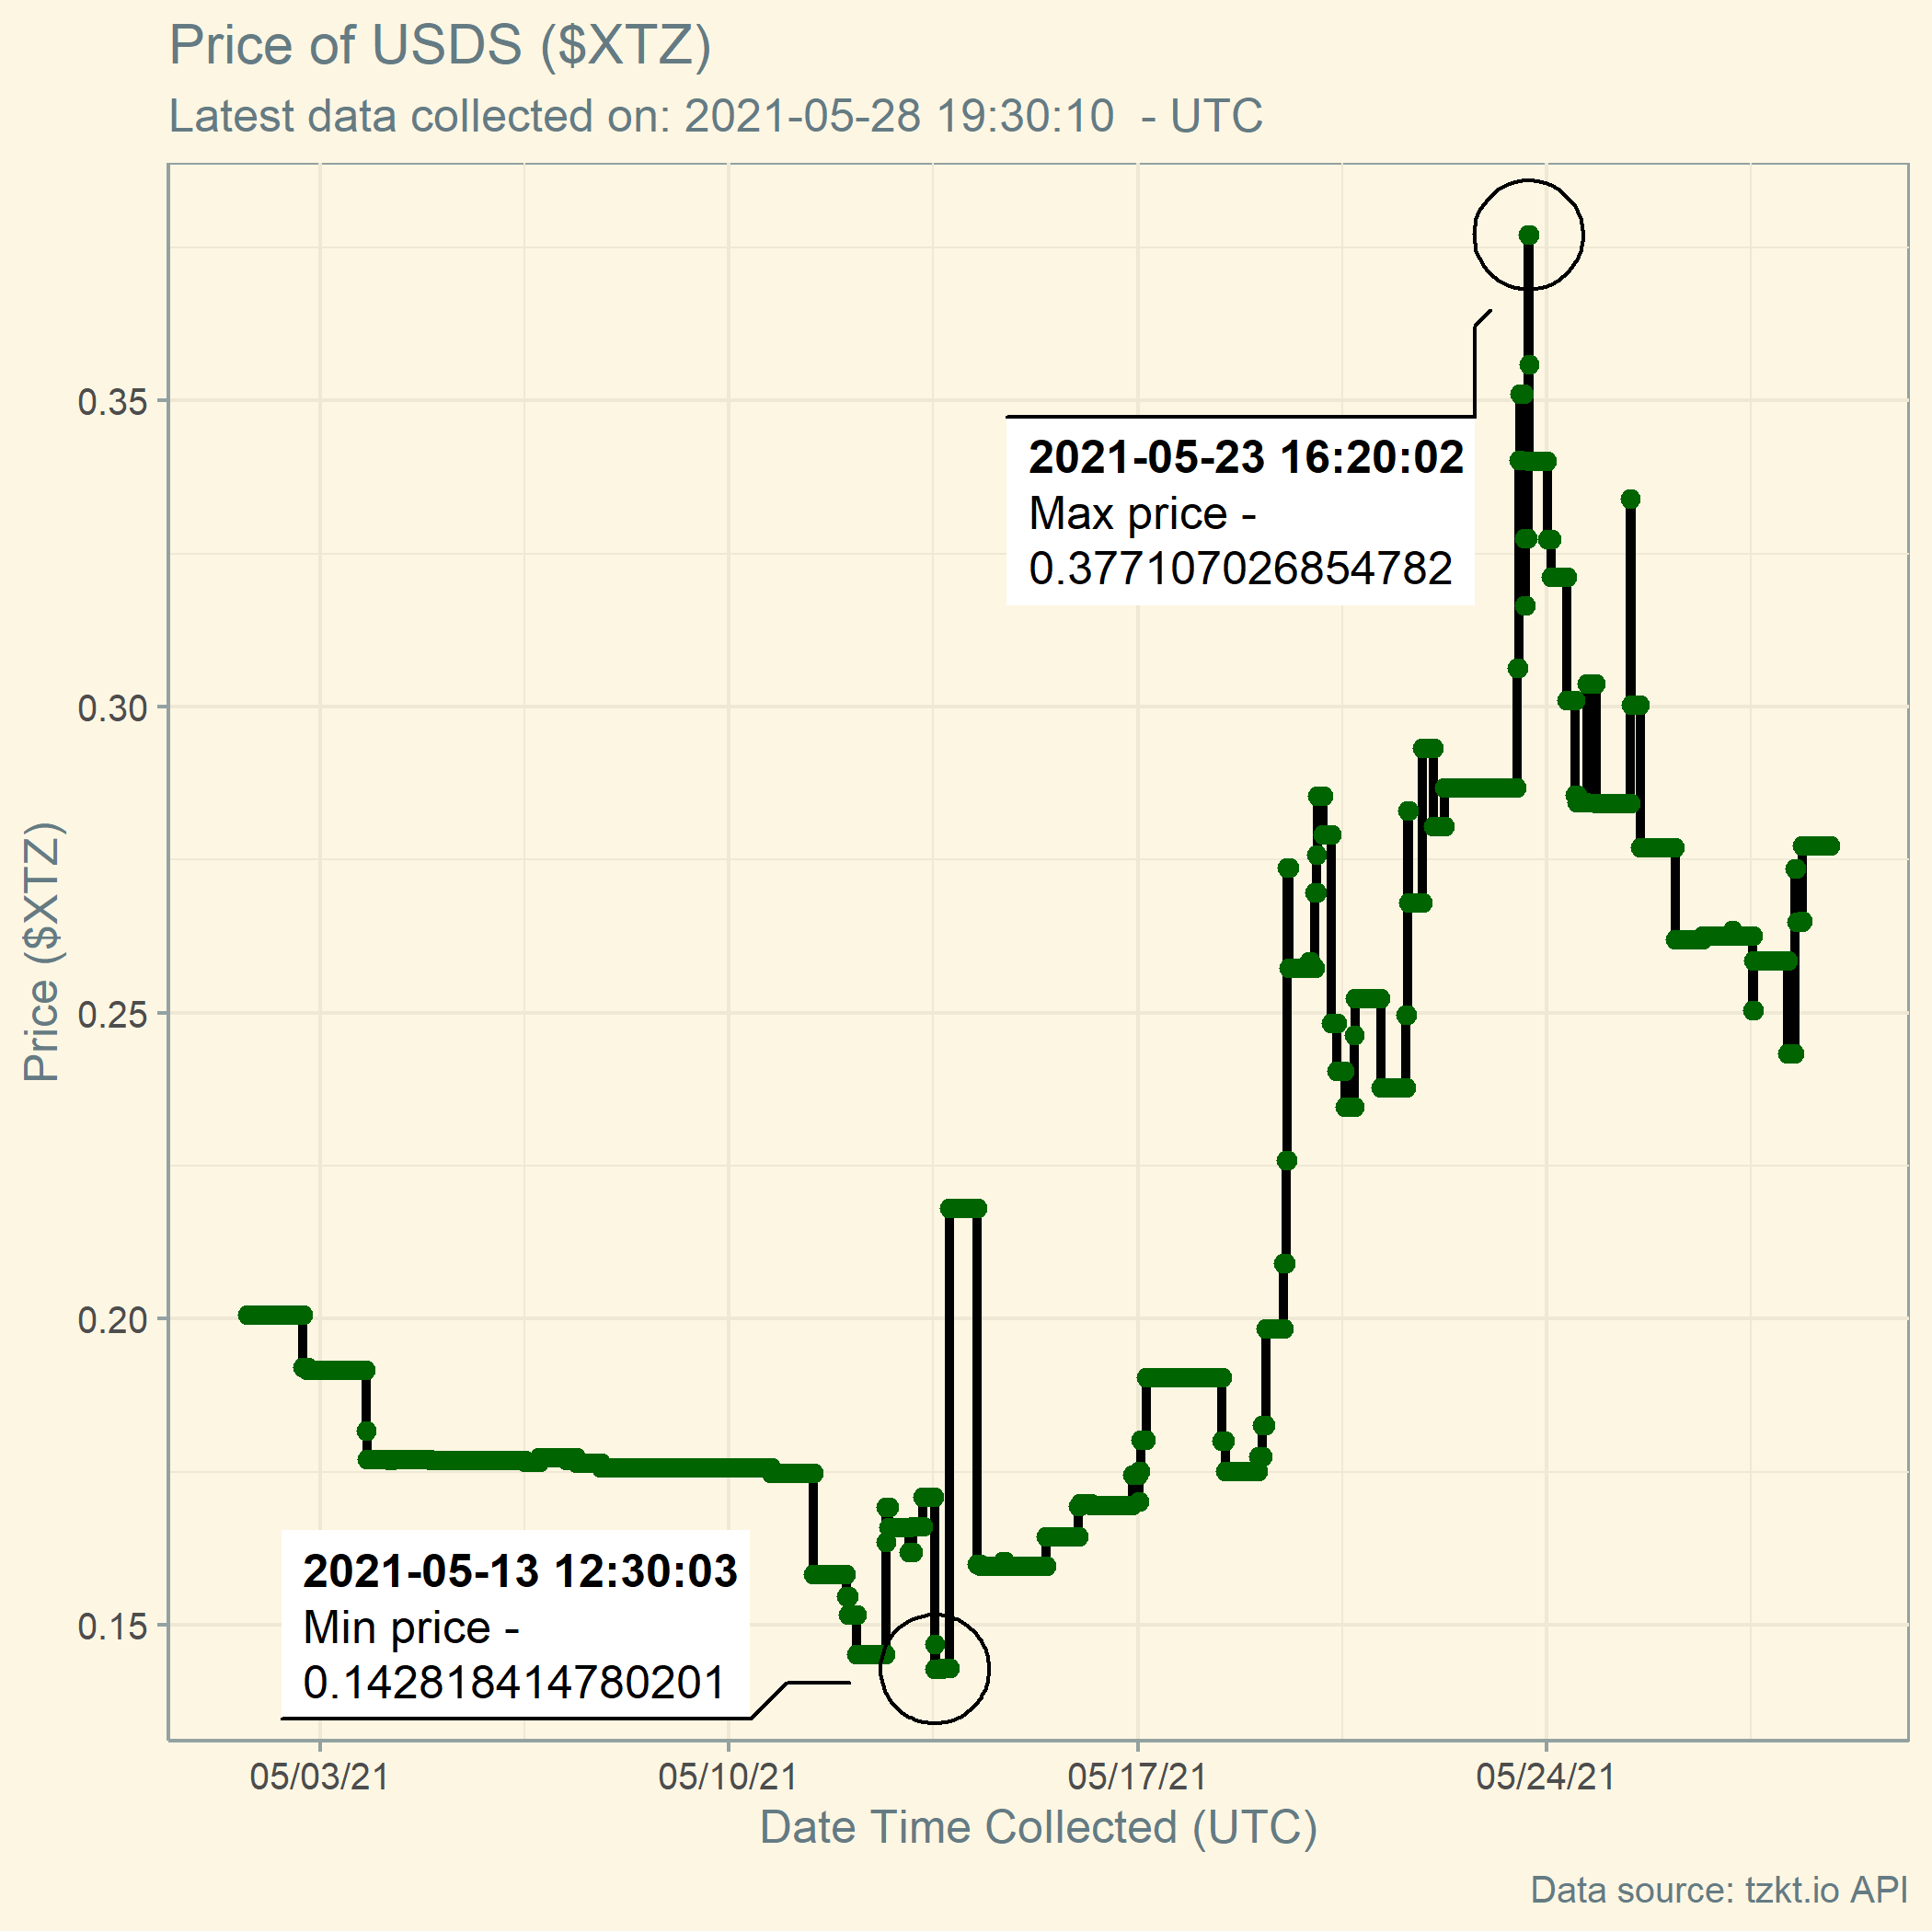 Price of USDS ($XTZ)
Latest data collected on: 2021-05-28 19:30:10  - UTC
2021-05-23 16:20:02
Max price -
0.377107026854782
0.35
0.30
0.25
0.20
0.15
Price ($XTZ)
2021-05-13 12:30:03
Min price -
0.142818414780201
05/03/21
05/10/21
05/17/21
05/24/21
Date Time Collected (UTC)
Data source: tzkt.io API